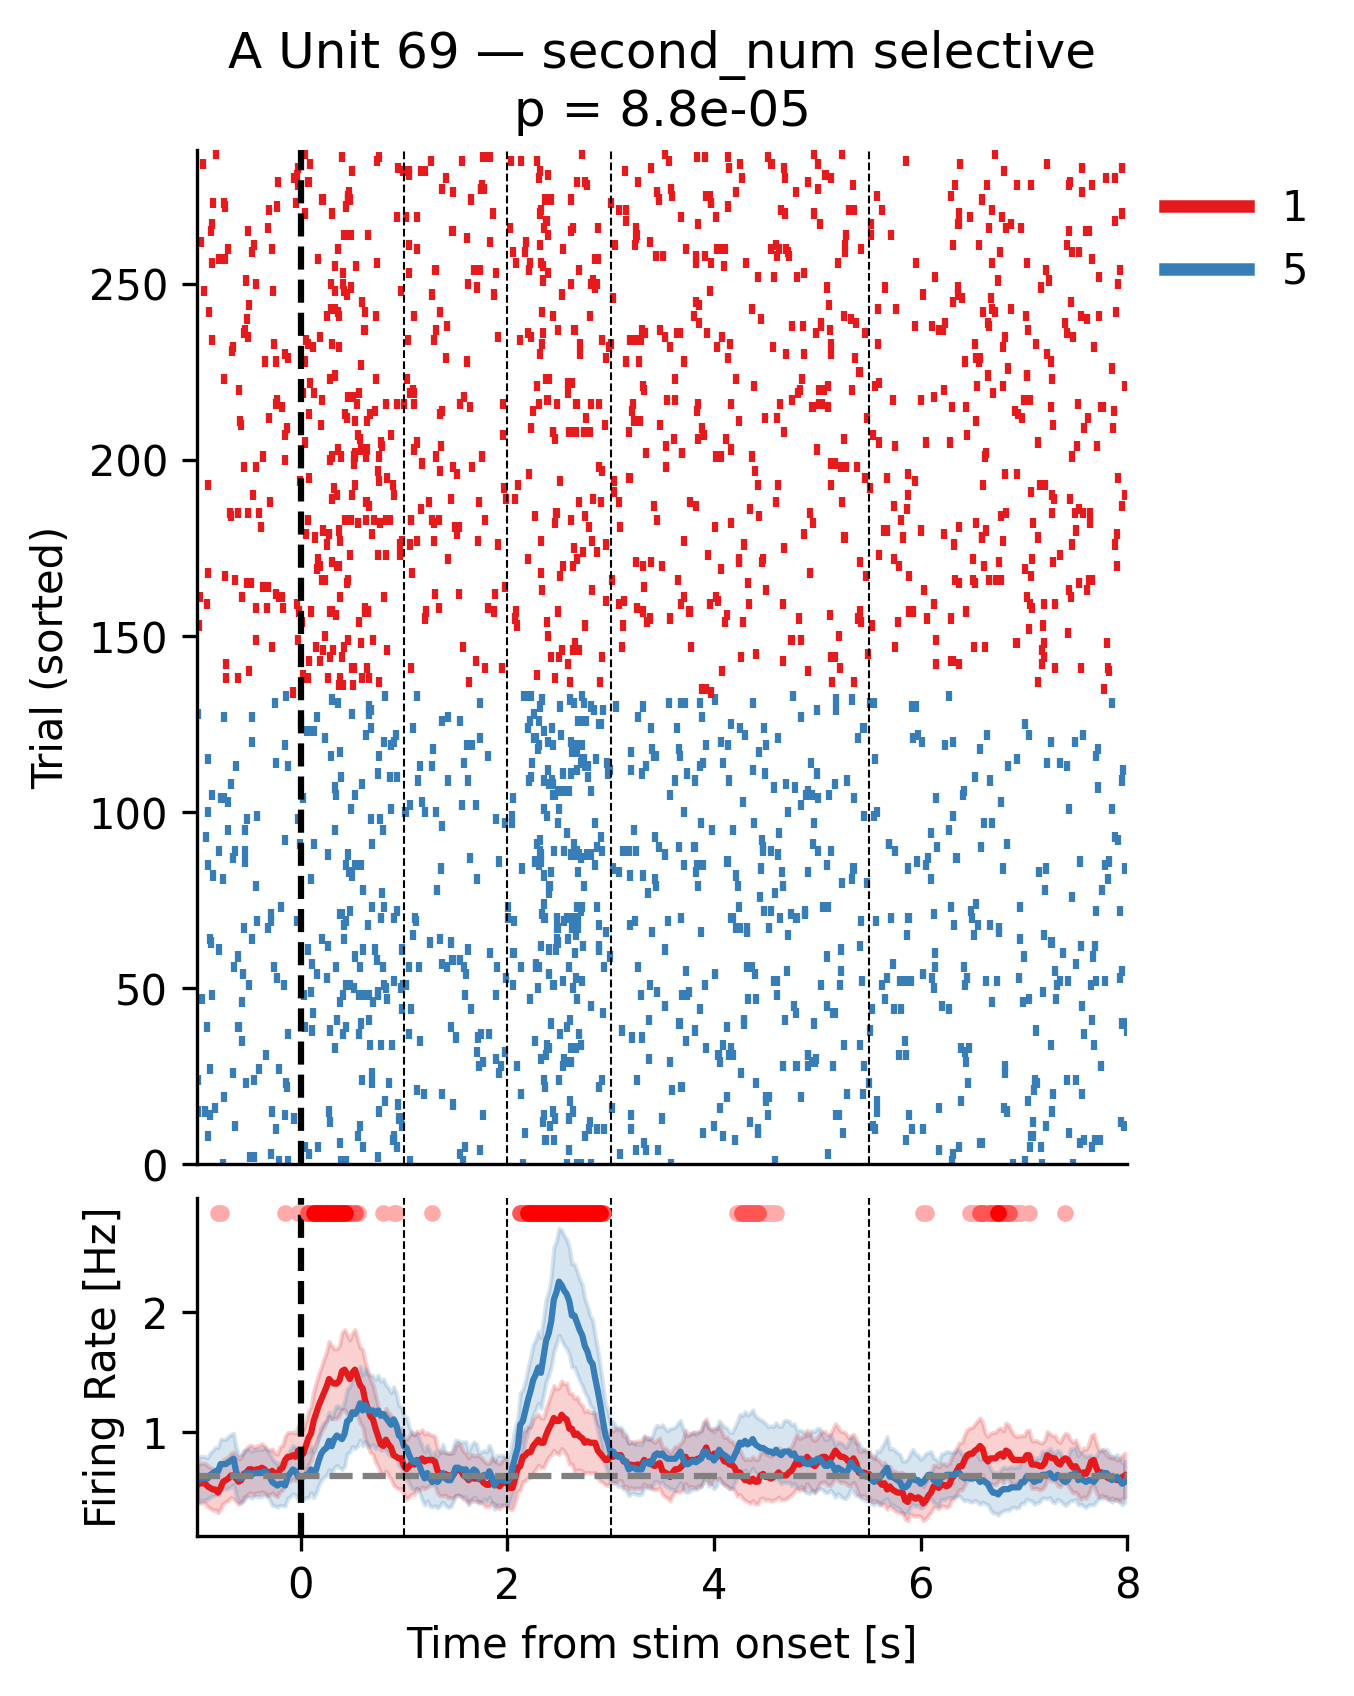 A Unit 69 — second_num selective
p = 8.8e-05
1
5
Trial (sorted)
250
200
150
100
50
0
Firing Rate [Hz]
2
1
0 2 4 6 8
Time from stim onset [s]